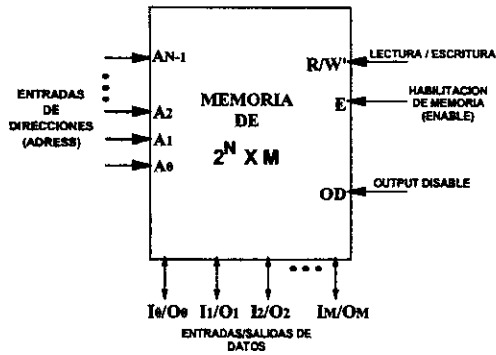 AN-1
A2
A1
A0
ENTRADAS
DE
DIRECCIONES
(ADRESS)
MEMORIA
DE
2^N X M
R/W'
E
OD
LECTURA / ESCRITURA
HABILITACION
DE MEMORIA
(ENABLE)
OUTPUT DISABLE
I0/O0 I1/O1 I2/O2 IM/OM
ENTRADAS/SALIDAS DE
DATOS